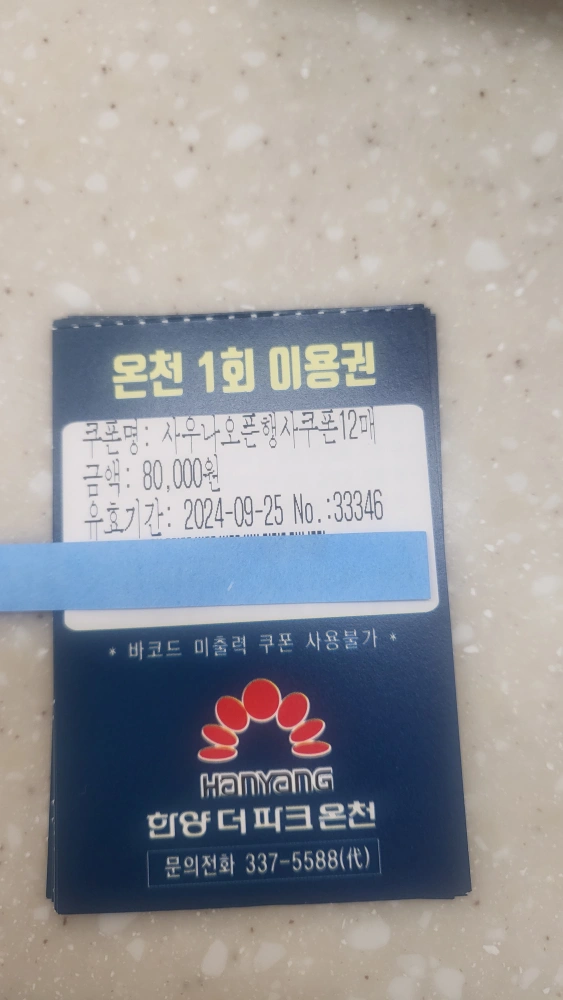 온천 1회 이용권
쿠폰명: 사우나오픈행사쿠폰12매
금액: 80,000원
유효기간: 2024-09-25 No.:33346
* 바코드 미출력 쿠폰 사용불가 *
HANYANG
한양 더 파크 온천
문의전화 337-5588(代)